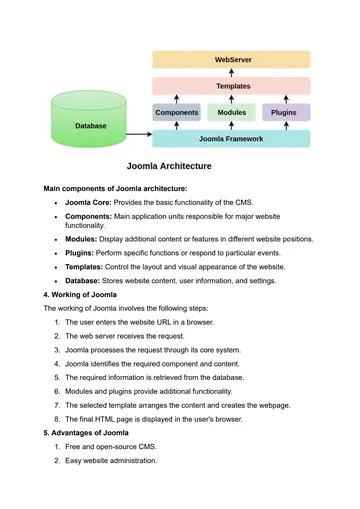 WebServer
Templates
Components Modules Plugins
Database
Joomla Framework
Joomla Architecture
Main components of Joomla architecture:
• Joomla Core: Provides the basic functionality of the CMS.
• Components: Main application units responsible for major website
functionality.
• Modules: Display additional content or features in different website positions.
• Plugins: Perform specific functions or respond to particular events.
• Templates: Control the layout and visual appearance of the website.
• Database: Stores website content, user information, and settings.
4. Working of Joomla
The working of Joomla involves the following steps:
1. The user enters the website URL in a browser.
2. The web server receives the request.
3. Joomla processes the request through its core system.
4. Joomla identifies the required component and content.
5. The required information is retrieved from the database.
6. Modules and plugins provide additional functionality.
7. The selected template arranges the content and creates the webpage.
8. The final HTML page is displayed in the user's browser.
5. Advantages of Joomla
1. Free and open-source CMS.
2. Easy website administration.